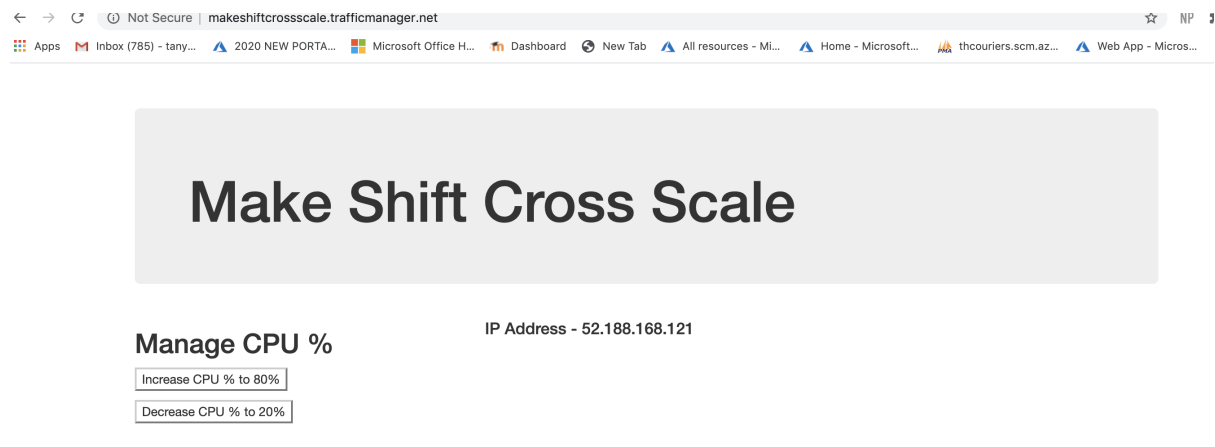 Not Secure | makeshiftcrossscale.trafficmanager.net NP
Apps Inbox (785) - tany... 2020 NEW PORTA... Microsoft Office H... Dashboard New Tab All resources - Mi... Home - Microsoft... PMA thcouriers.scm.az... Web App - Micros...
Make Shift Cross Scale
IP Address - 52.188.168.121
Manage CPU %
Increase CPU % to 80%
Decrease CPU % to 20%